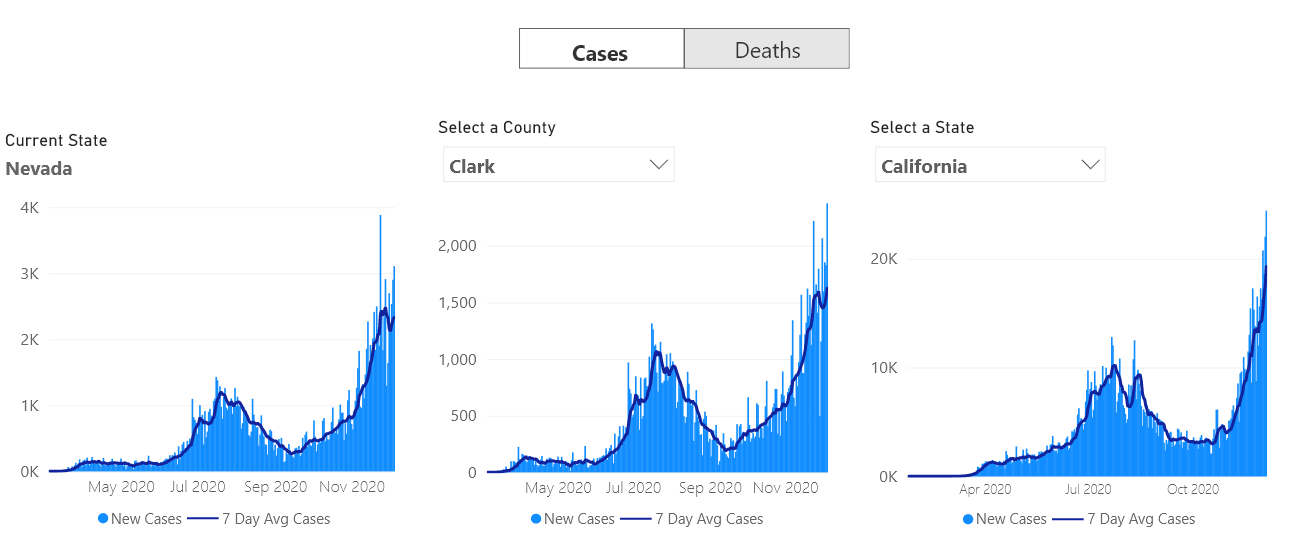 Cases
Deaths
Current State
Nevada
4K
3K
2K
1K
0K
May 2020 Jul 2020 Sep 2020 Nov 2020
New Cases 7 Day Avg Cases
Select a County
Clark
2,000
1,500
1,000
500
0
May 2020 Jul 2020 Sep 2020 Nov 2020
New Cases 7 Day Avg Cases
Select a State
California
20K
10K
0K
Apr 2020 Jul 2020 Oct 2020
New Cases 7 Day Avg Cases